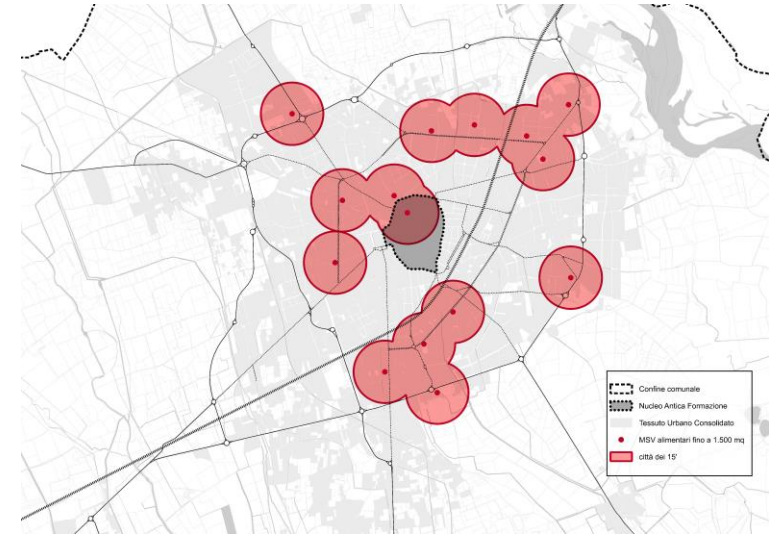 Confine comunale
Nucleo Antica Formazione
Tessuto Urbano Consolidato
MSV alimentari fino a 1.500 mq
città dei 15'